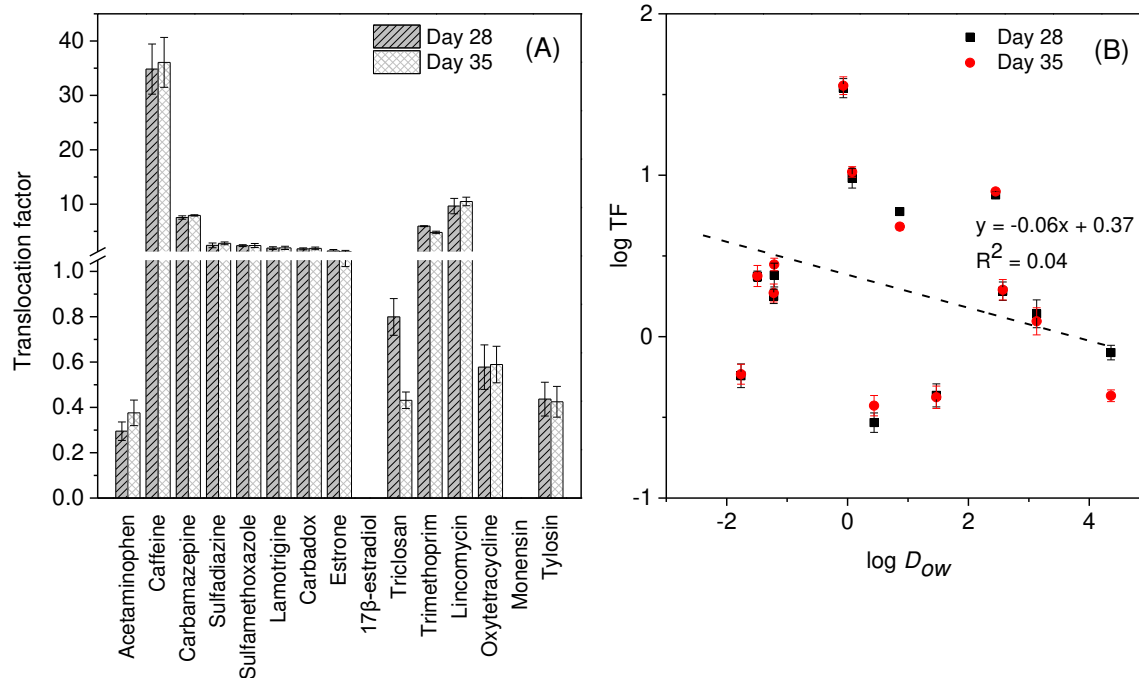 Day 28
Day 35
(A)
Translocation factor
40
30
20
10
1.0
0.8
0.6
0.4
0.2
0.0
Acetaminophen
Caffeine
Carbamazepine
Sulfadiazine
Sulfamethoxazole
Lamotrigine
Carbadox
Estrone
17β-estradiol
Triclosan
Trimethoprim
Lincomycin
Oxytetracycline
Monensin
Tylosin
Day 28
Day 35
(B)
log TF
2
1
0
-1
y = -0.06x + 0.37
R² = 0.04
-2 0 2 4
log Dow